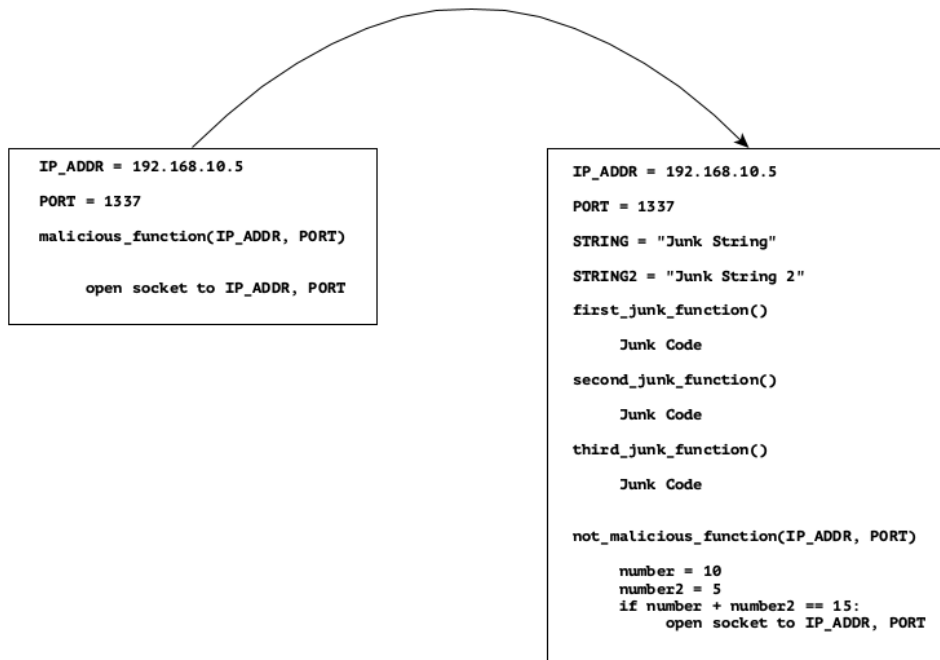 IP_ADDR = 192.168.10.5
PORT = 1337
malicious_function(IP_ADDR, PORT)
open socket to IP_ADDR, PORT
IP_ADDR = 192.168.10.5
PORT = 1337
STRING = "Junk String"
STRING2 = "Junk String 2"
first_junk_function()
Junk Code
second_junk_function()
Junk Code
third_junk_function()
Junk Code
not_malicious_function(IP_ADDR, PORT)
number = 10
number2 = 5
if number + number2 == 15:
open socket to IP_ADDR, PORT